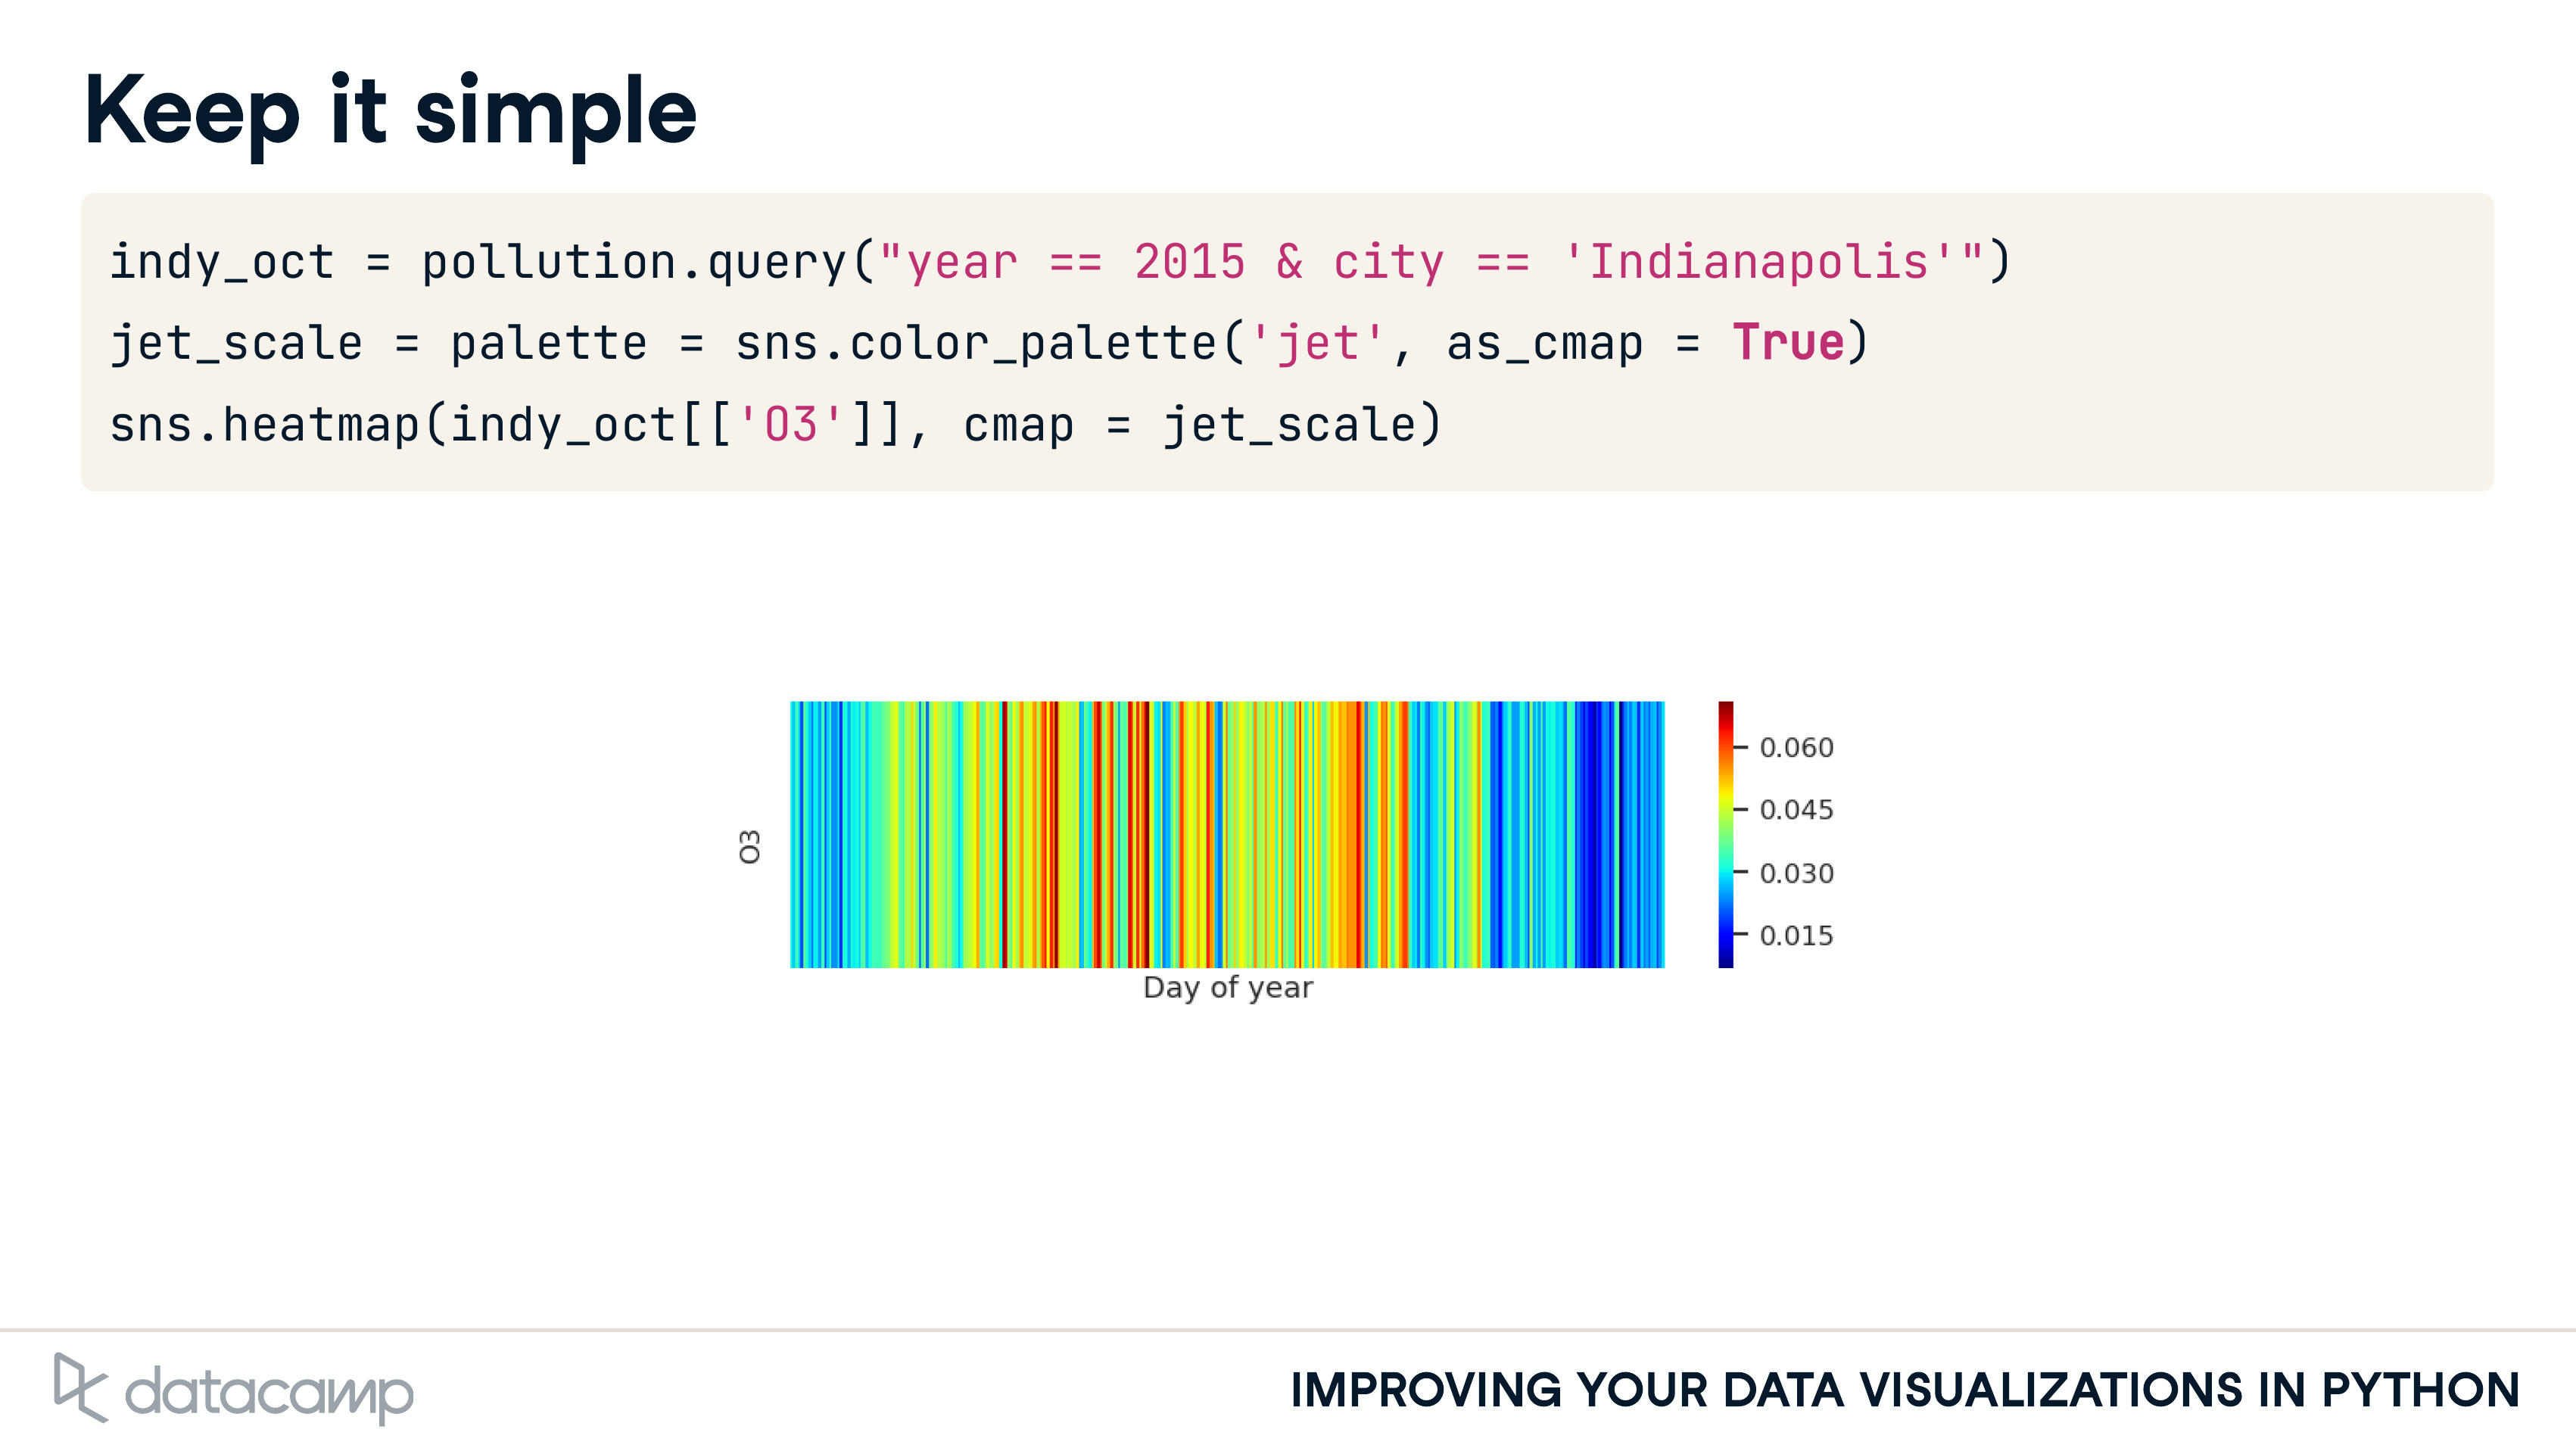 Keep it simple
indy_oct = pollution.query("year == 2015 & city == 'Indianapolis'")
jet_scale = palette = sns.color_palette('jet', as_cmap = True)
sns.heatmap(indy_oct[['O3']], cmap = jet_scale)
O3
0.060
0.045
0.030
0.015
Day of year
datacamp
IMPROVING YOUR DATA VISUALIZATIONS IN PYTHON